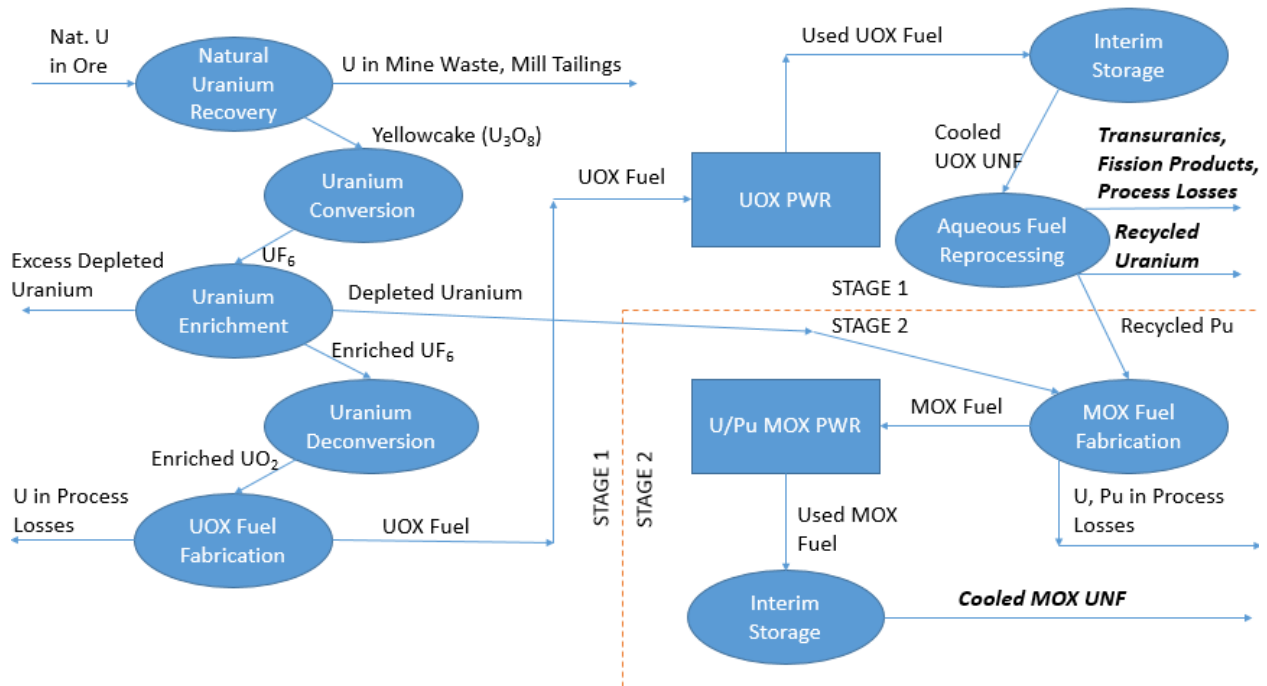 Nat. U
in Ore
Natural
Uranium
Recovery
U in Mine Waste, Mill Tailings
Yellowcake (U₃O₈)
Uranium
Conversion
UF₆
Excess Depleted
Uranium
Uranium
Enrichment
Depleted Uranium
Enriched UF₆
Uranium
Deconversion
Enriched UO₂
U in Process
Losses
UOX Fuel
Fabrication
UOX Fuel
UOX Fuel
UOX PWR
Used UOX Fuel
Interim
Storage
Cooled
UOX UNF
Transuranics,
Fission Products,
Process Losses
Aqueous Fuel
Reprocessing
Recycled
Uranium
STAGE 1
STAGE 2
Recycled Pu
STAGE 1
STAGE 2
MOX Fuel
Fabrication
MOX Fuel
U/Pu MOX PWR
U, Pu in Process
Losses
Used MOX
Fuel
Interim
Storage
Cooled MOX UNF